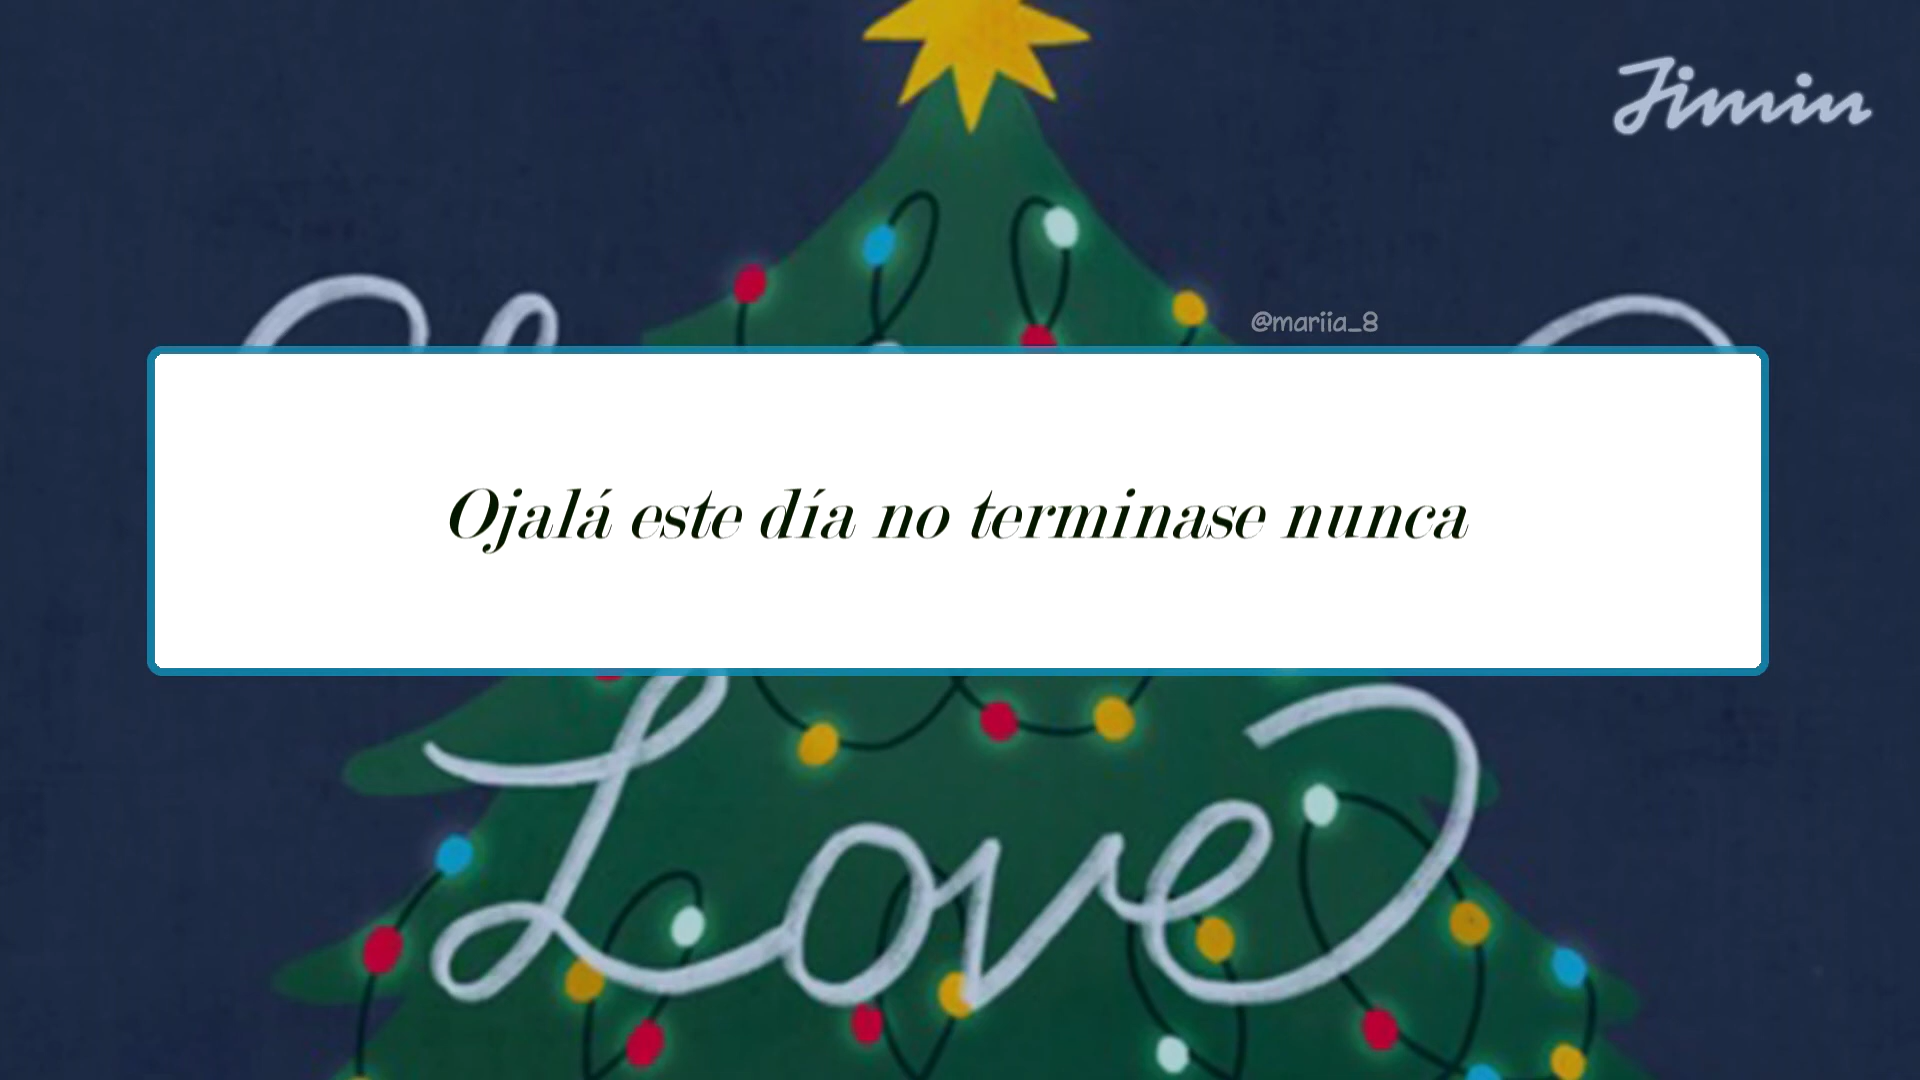 Jimin
@mariia_8
Ojalá este día no terminase nunca
Love